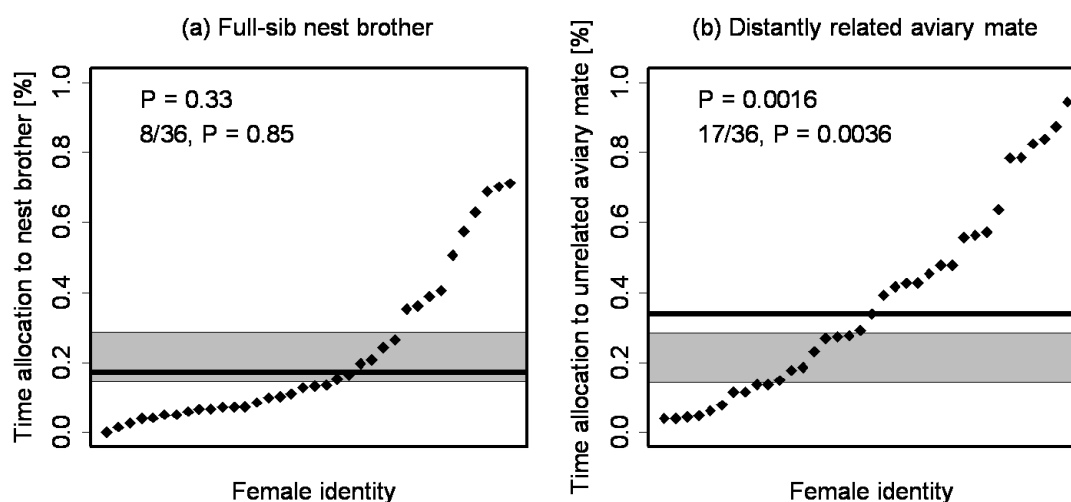 (a) Full-sib nest brother
Time allocation to nest brother [%]
1.0
0.8
0.6
0.4
0.2
0.0
P = 0.33
8/36, P = 0.85
Female identity
(b) Distantly related aviary mate
Time allocation to unrelated aviary mate [%]
1.0
0.8
0.6
0.4
0.2
0.0
P = 0.0016
17/36, P = 0.0036
Female identity